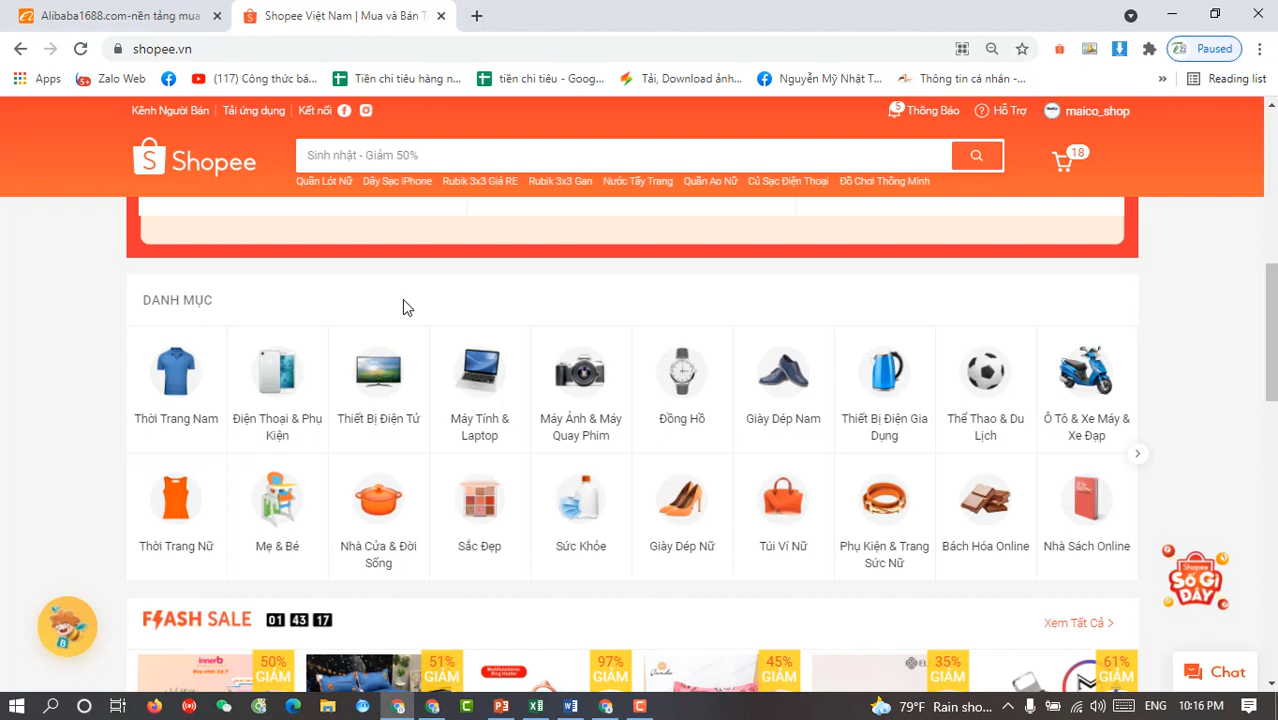 Alibaba1688.com-nền tảng mua
Shopee Việt Nam | Mua và Bán T
shopee.vn
Paused
Apps
Zalo Web
(117) Công thức bá...
Tiền chi tiêu hàng n...
tiền chi tiêu - Goog...
Tải, Download ảnh...
Nguyễn Mỹ Nhật T...
Thông tin cá nhân -...
Reading list
Kênh Người Bán
Tải ứng dụng
Kết nối
5
Thông Báo
Hỗ Trợ
maico_shop
Shopee
Sinh nhật - Giảm 50%
18
Quần Lót Nữ
Dây Sạc iPhone
Rubik 3x3 Giá RE
Rubik 3x3 Gan
Nước Tẩy Trang
Quần Áo Nữ
Củ Sạc Điện Thoại
Đồ Chơi Thông Minh
DANH MỤC
Thời Trang Nam
Điện Thoại & Phụ
Kiện
Thiết Bị Điện Tử
Máy Tính &
Laptop
Máy Ảnh & Máy
Quay Phim
Đồng Hồ
Giày Dép Nam
Thiết Bị Điện Gia
Dụng
Thể Thao & Du
Lịch
Ô Tô & Xe Máy &
Xe Đạp
Thời Trang Nữ
Mẹ & Bé
Nhà Cửa & Đời
Sống
Sắc Đẹp
Sức Khỏe
Giày Dép Nữ
Túi Ví Nữ
Phụ Kiện & Trang
Sức Nữ
Bách Hóa Online
Nhà Sách Online
Shopee
Số Gì
ĐÂY
FLASH SALE
01 43 17
Xem Tất Cả
innerb
50%
GIẢM
51%
GIẢM
97%
GIẢM
45%
GIẢM
35%
GIẢM
61%
GIẢM
Chat
79°F Rain sho...
ENG
10:16 PM